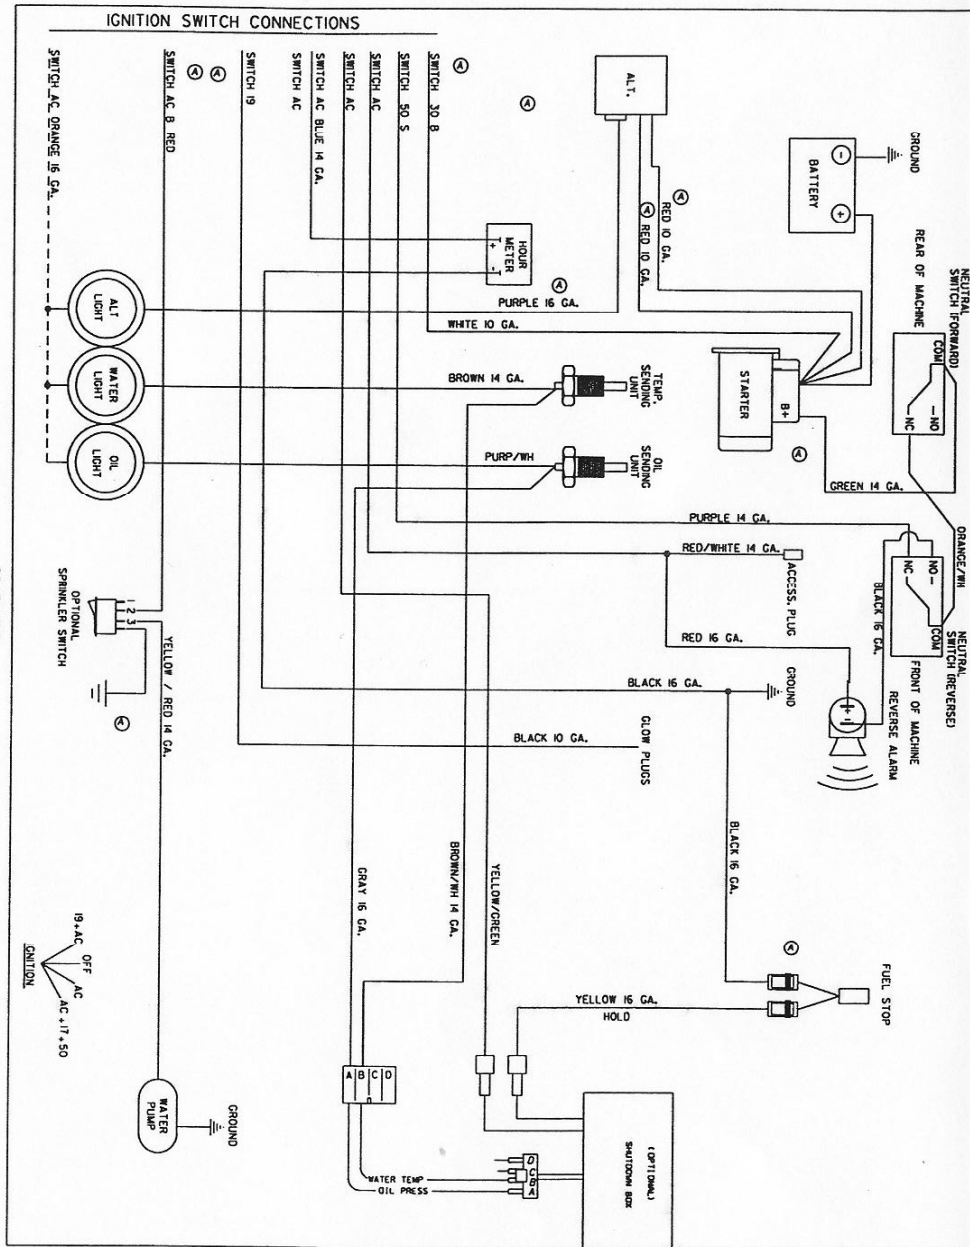 IGNITION SWITCH CONNECTIONS
SWITCH AC ORANGE 16 GA.
SWITCH AC B RED
A
A
SWITCH 19
SWITCH AC
SWITCH AC BLUE 14 GA.
SWITCH AC
SWITCH AC
SWITCH 50 S
SWITCH 30 B
A
A
ALT.
RED 10 GA.
A
A
RED 10 GA.
GROUND
BATTERY
-
+
REAR OF MACHINE
NEUTRAL
SWITCH (FORWARD)
COM
NO
NC
HOUR
METER
+
-
A
PURPLE 16 GA.
WHITE 10 GA.
ALT
LIGHT
WATER
LIGHT
OIL
LIGHT
BROWN 14 GA.
TEMP.
SENDING
UNIT
PURP/WH
OIL
SENDING
UNIT
STARTER
B+
A
GREEN 14 GA.
PURPLE 14 GA.
ORANGE/WH
RED/WHITE 14 GA.
ACCESS. PLUG
BLACK 16 GA.
NO
NC
COM
NEUTRAL
SWITCH (REVERSE)
FRONT OF MACHINE
RED 16 GA.
REVERSE ALARM
+
-
OPTIONAL
SPRINKLER SWITCH
1
2
3
A
YELLOW / RED 14 GA.
BLACK 16 GA.
GROUND
BLACK 10 GA.
GLOW PLUGS
BLACK 16 GA.
GRAY 16 GA.
BROWN/WH 14 GA.
YELLOW/GREEN
A
FUEL STOP
YELLOW 16 GA.
HOLD
19+AC
OFF
AC
AC +17+50
IGNITION
WATER
PUMP
GROUND
A B C D
WATER TEMP
OIL PRESS
D
C
B
A
(OPTIONAL)
SHUTDOWN BOX